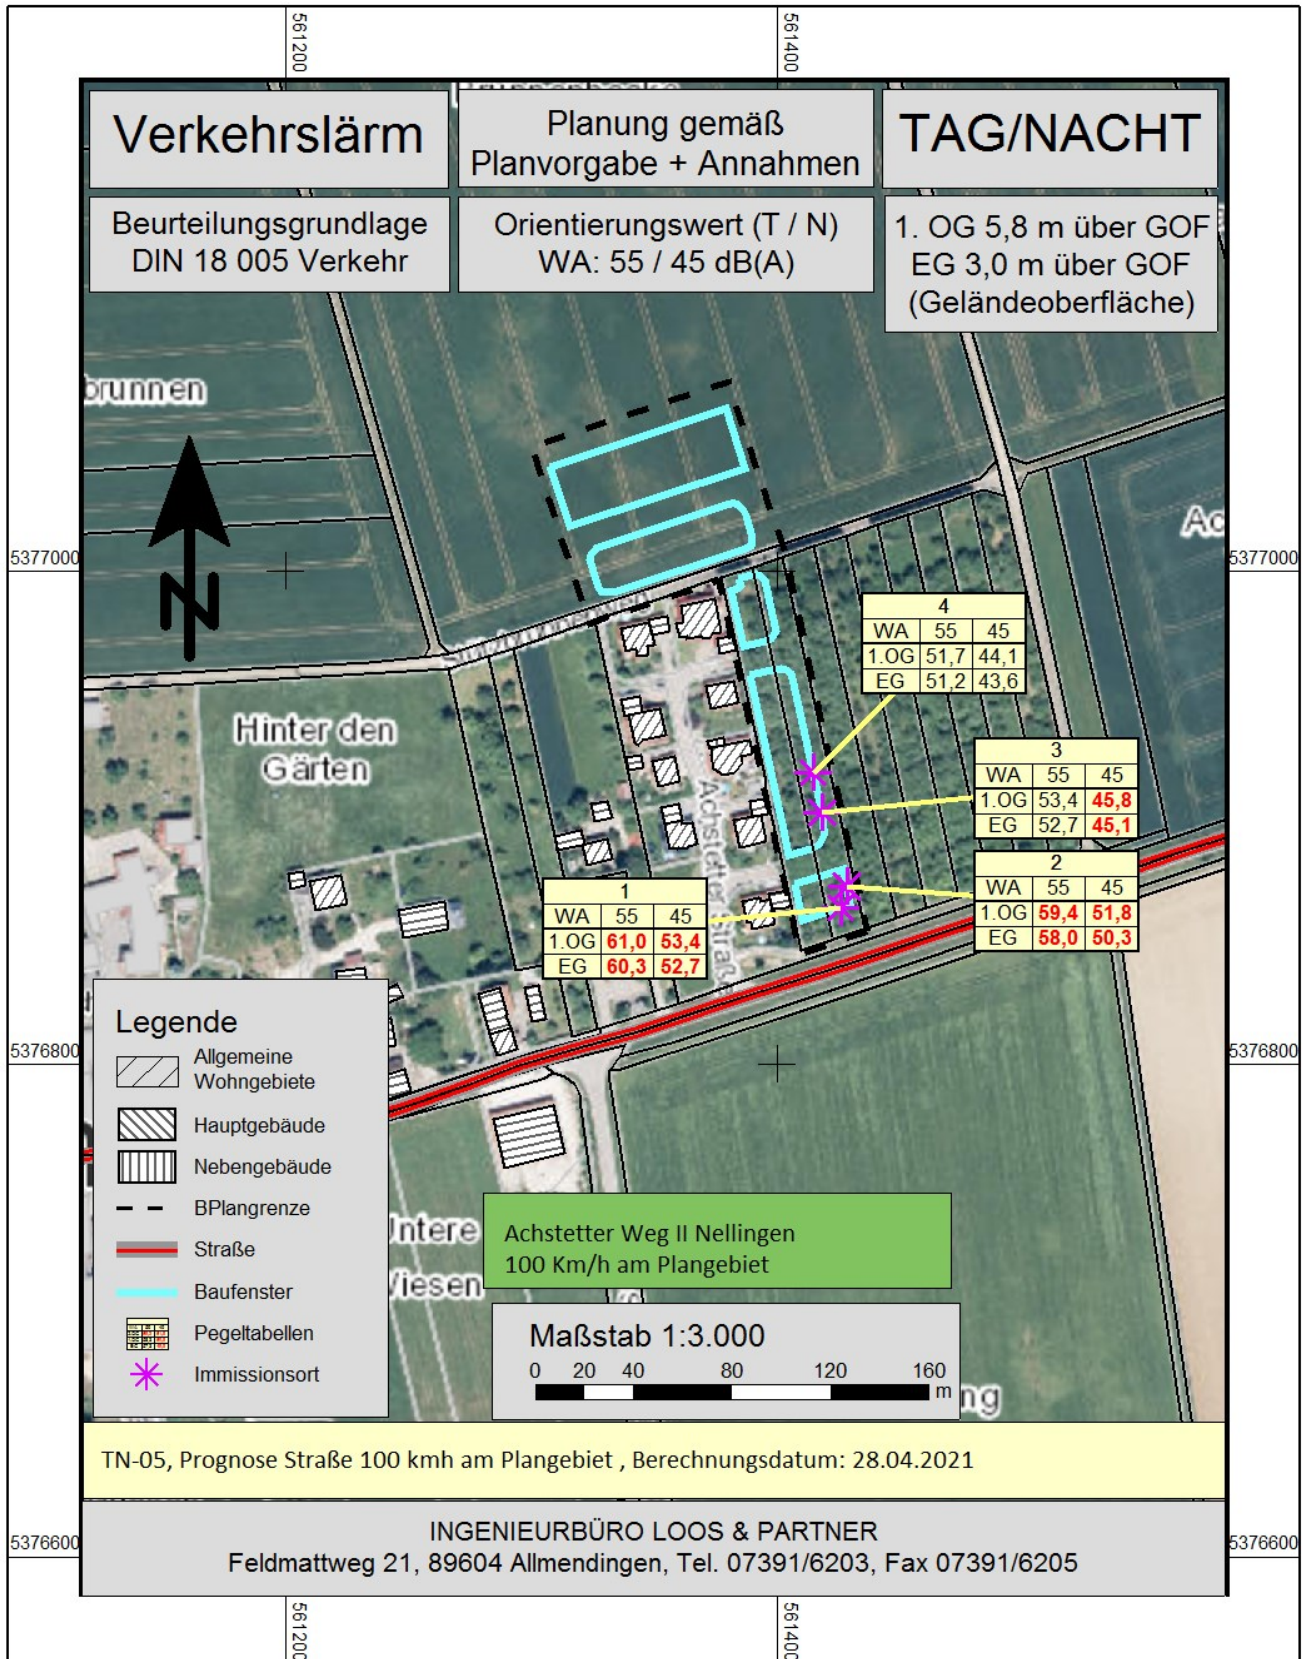 561200
561400
Verkehrslärm
Planung gemäß
Planvorgabe + Annahmen
TAG/NACHT
Beurteilungsgrundlage
DIN 18 005 Verkehr
Orientierungswert (T / N)
WA: 55 / 45 dB(A)
1. OG 5,8 m über GOF
EG 3,0 m über GOF
(Geländeoberfläche)
brunnen
Ac
5377000
5377000
N
4
WA 55 45
1.OG 51,7 44,1
EG 51,2 43,6
Hinter den
Gärten
Achstetter Straße
3
WA 55 45
1.OG 53,4 45,8
EG 52,7 45,1
2
WA 55 45
1.OG 59,4 51,8
EG 58,0 50,3
1
WA 55 45
1.OG 61,0 53,4
EG 60,3 52,7
5376800
5376800
Legende
Allgemeine
Wohngebiete
Hauptgebäude
Nebengebäude
BPlangrenze
Straße
Baufenster
Pegeltabellen
Immissionsort
Untere
Wiesen
Achstetter Weg II Nellingen
100 Km/h am Plangebiet
Maßstab 1:3.000
0 20 40 80 120 160
m
ng
TN-05, Prognose Straße 100 kmh am Plangebiet , Berechnungsdatum: 28.04.2021
INGENIEURBÜRO LOOS & PARTNER
Feldmattweg 21, 89604 Allmendingen, Tel. 07391/6203, Fax 07391/6205
5376600
5376600
561200
561400